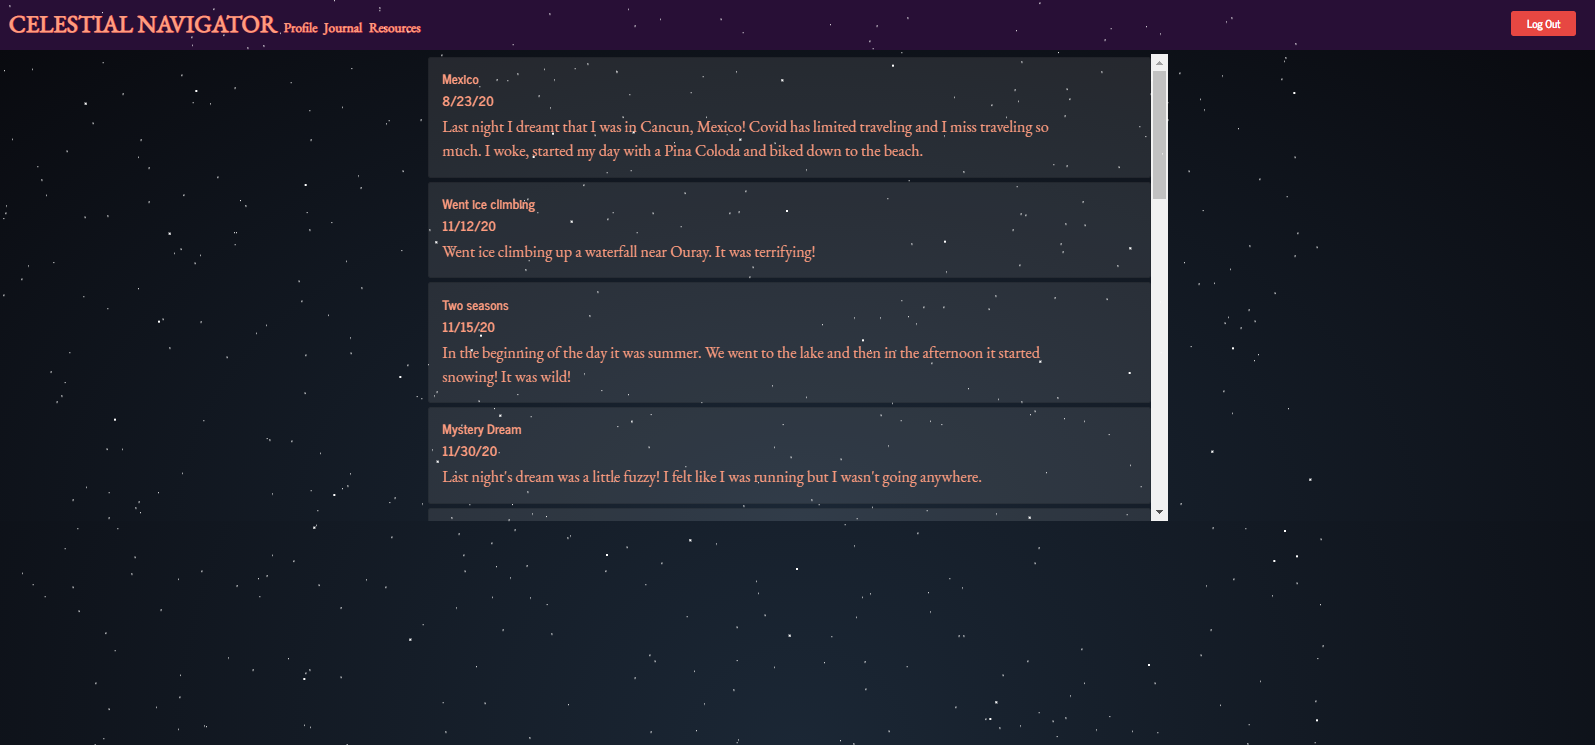 CELESTIAL NAVIGATOR Profile Journal Resources Log Out
Mexico
8/23/20
Last night I dreamt that I was in Cancun, Mexico! Covid has limited traveling and I miss traveling so
much. I woke, started my day with a Pina Coloda and biked down to the beach.
Went ice climbing
11/12/20
Went ice climbing up a waterfall near Ouray. It was terrifying!
Two seasons
11/15/20
In the beginning of the day it was summer. We went to the lake and then in the afternoon it started
snowing! It was wild!
Mystery Dream
11/30/20
Last night's dream was a little fuzzy! I felt like I was running but I wasn't going anywhere.